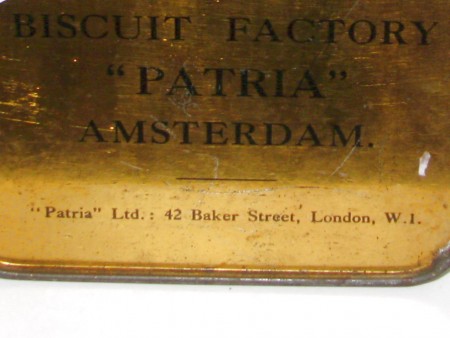 BISCUIT FACTORY
"PATRIA"
AMSTERDAM.
"Patria" Ltd.: 42 Baker Street, London, W.1.